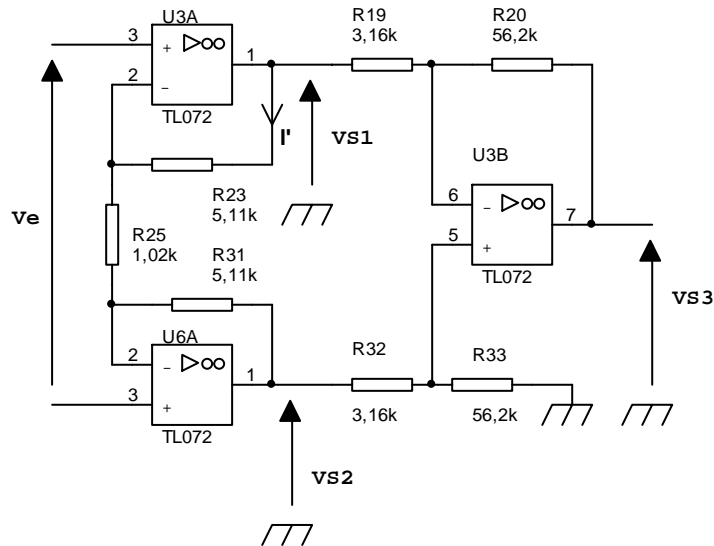 U3A
3
+
▷∞
1
2
−
TL072
R19
3,16k
R20
56,2k
I'
VS1
R23
5,11k
Ve
R25
1,02k
R31
5,11k
U3B
6
−
▷∞
7
5
+
TL072
VS3
U6A
2
−
▷∞
1
3
+
TL072
R32
3,16k
R33
56,2k
VS2